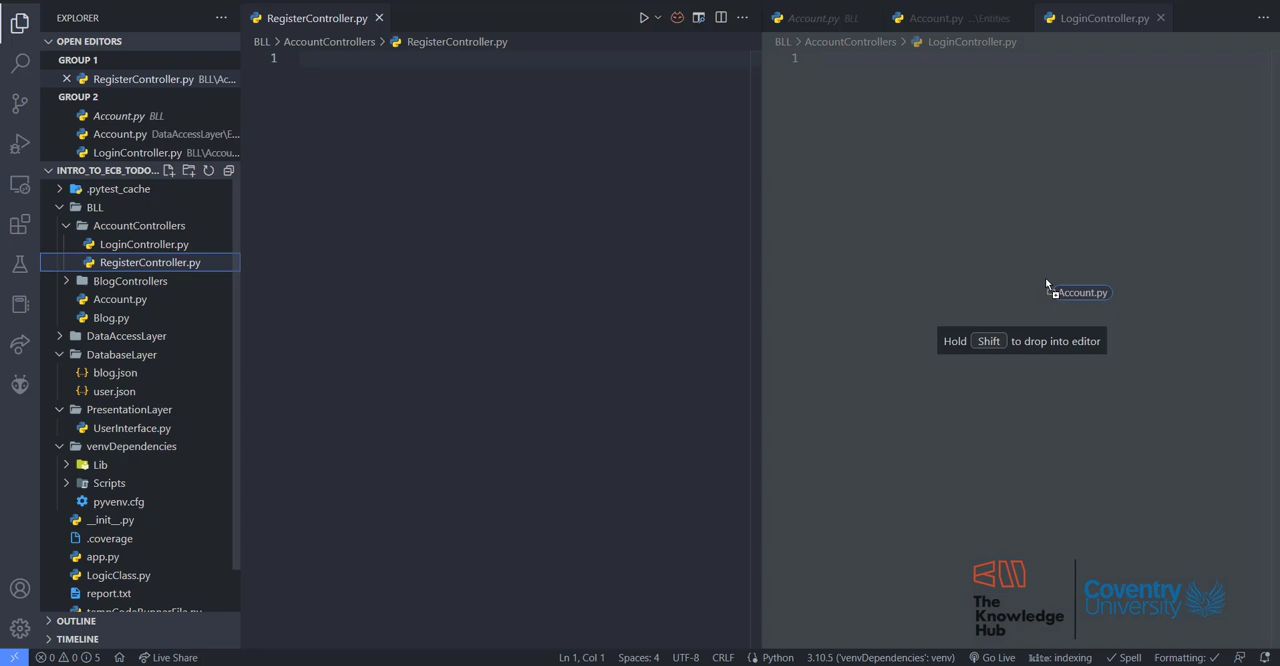 EXPLORER
OPEN EDITORS
GROUP 1
RegisterController.py BLL\Ac...
GROUP 2
Account.py BLL
Account.py DataAccessLayer\E...
LoginController.py BLL\Accou...
INTRO_TO_ECB_TODO...
.pytest_cache
BLL
AccountControllers
LoginController.py
RegisterController.py
BlogControllers
Account.py
Blog.py
DataAccessLayer
DatabaseLayer
blog.json
user.json
PresentationLayer
UserInterface.py
venvDependencies
Lib
Scripts
pyvenv.cfg
__init__.py
.coverage
app.py
LogicClass.py
report.txt
tempCodeRunnerFile.py
OUTLINE
TIMELINE
RegisterController.py
BLL > AccountControllers > RegisterController.py
1
Account.py BLL
Account.py ...\Entities
LoginController.py
BLL > AccountControllers > LoginController.py
1
Account.py
Hold Shift to drop into editor
The
Knowledge
Hub
Coventry
University
0 0 5
Live Share
Ln 1, Col 1
Spaces: 4
UTF-8
CRLF
Python
3.10.5 ('venvDependencies': venv)
Go Live
kite: indexing
Spell
Formatting: